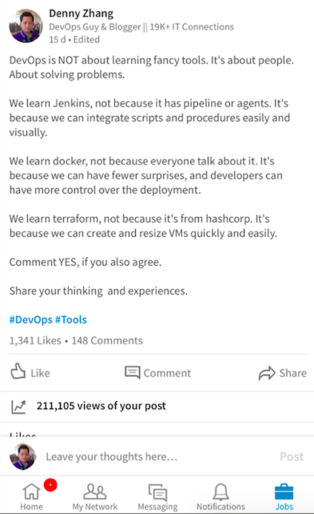 Denny Zhang
DevOps Guy & Blogger || 19K+ IT Connections
15 d • Edited
DevOps is NOT about learning fancy tools. It's about people.
About solving problems.
We learn Jenkins, not because it has pipeline or agents. It's
because we can integrate scripts and procedures easily and
visually.
We learn docker, not because everyone talk about it. It's
because we can have fewer surprises, and developers can
have more control over the deployment.
We learn terraform, not because it's from hashcorp. It's
because we can create and resize VMs quickly and easily.
Comment YES, if you also agree.
Share your thinking and experiences.
#DevOps #Tools
1,341 Likes • 148 Comments
Like Comment Share
211,105 views of your post
Likes
Leave your thoughts here... Post
Home My Network Messaging Notifications Jobs